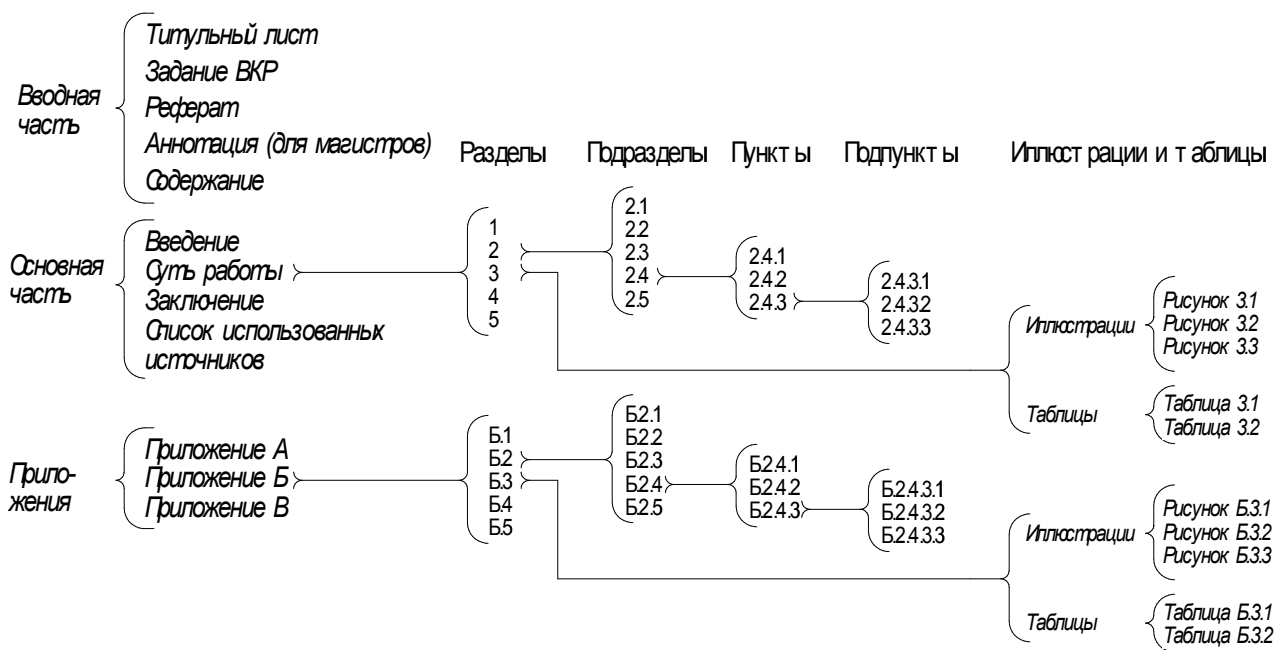 Вводная
часть
Титульный лист
Задание ВКР
Реферат
Аннотация (для магистров)
Содержание
Разделы
Подразделы
Пункты
Подпункты
Иллюстрации и таблицы
Основная
часть
Введение
Суть работы
Заключение
Список использованных
источников
1
2
3
4
5
2.1
2.2
2.3
2.4
2.5
2.4.1
2.4.2
2.4.3
2.4.3.1
2.4.3.2
2.4.3.3
Иллюстрации
Рисунок 3.1
Рисунок 3.2
Рисунок 3.3
Таблицы
Таблица 3.1
Таблица 3.2
Прило-
жения
Приложение А
Приложение Б
Приложение В
Б.1
Б.2
Б.3
Б.4
Б.5
Б.2.1
Б.2.2
Б.2.3
Б.2.4
Б.2.5
Б.2.4.1
Б.2.4.2
Б.2.4.3
Б.2.4.3.1
Б.2.4.3.2
Б.2.4.3.3
Иллюстрации
Рисунок Б.3.1
Рисунок Б.3.2
Рисунок Б.3.3
Таблицы
Таблица Б.3.1
Таблица Б.3.2